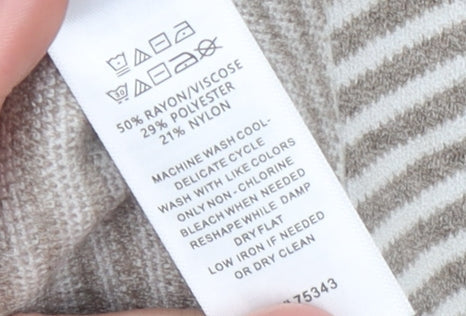 50% RAYON/VISCOSE
29% POLYESTER
21% NYLON
MACHINE WASH COOL-
DELICATE CYCLE
WASH WITH LIKE COLORS
ONLY NON-CHLORINE
BLEACH WHEN NEEDED
RESHAPE WHILE DAMP
DRY FLAT
LOW IRON IF NEEDED
OR DRY CLEAN
75343